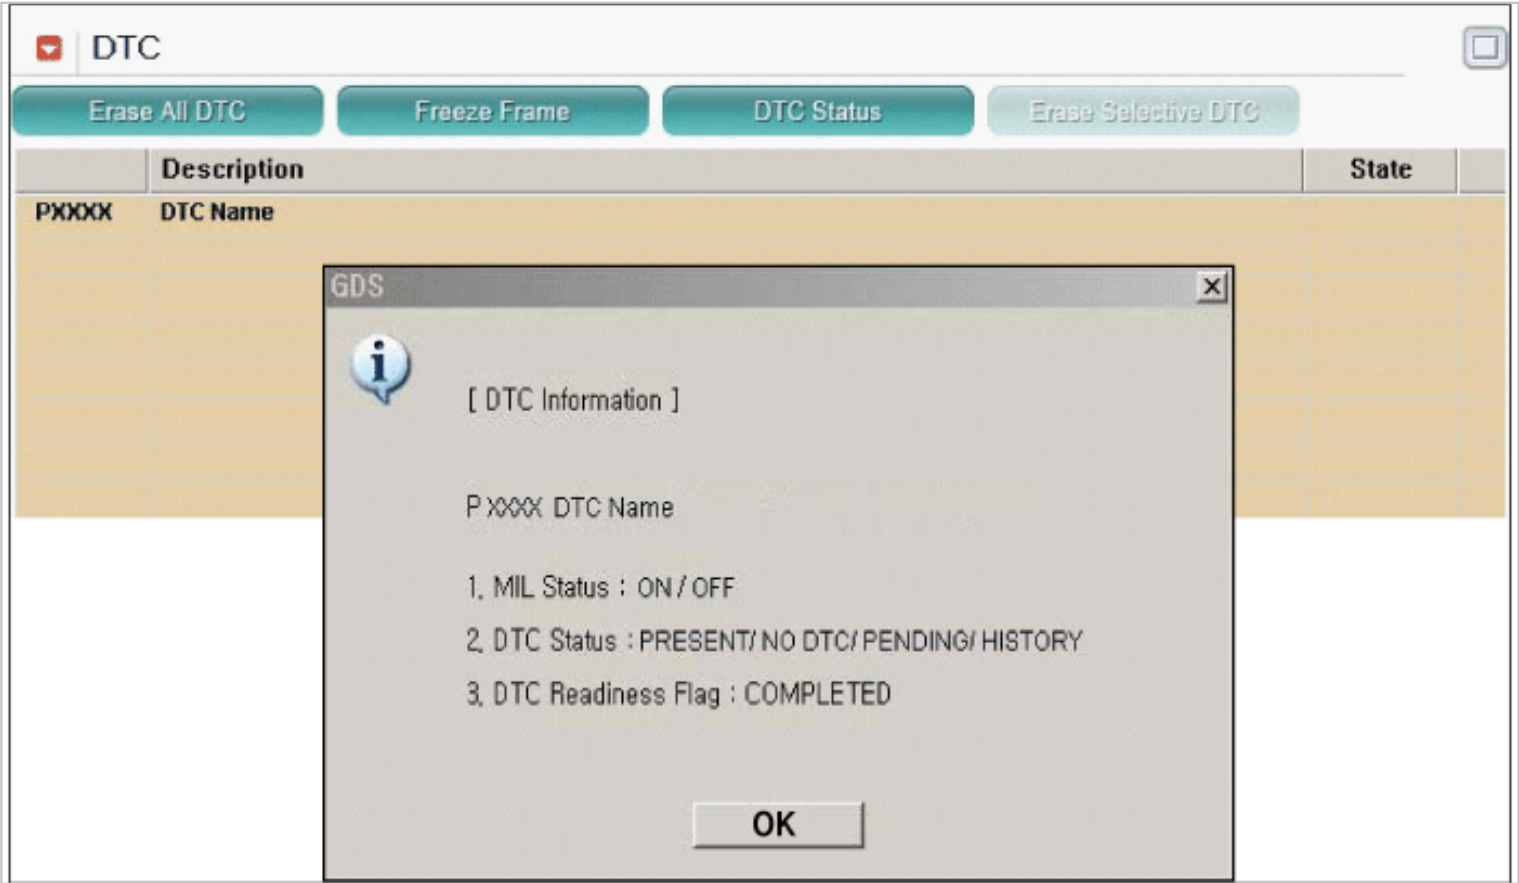 DTC
Erase All DTC Freeze Frame DTC Status Erase Selective DTC
Description State
PXXXX DTC Name
GDS
[ DTC Information ]
P XXXX DTC Name
1. MIL Status : ON / OFF
2. DTC Status : PRESENT/ NO DTC/ PENDING/ HISTORY
3. DTC Readiness Flag : COMPLETED
OK